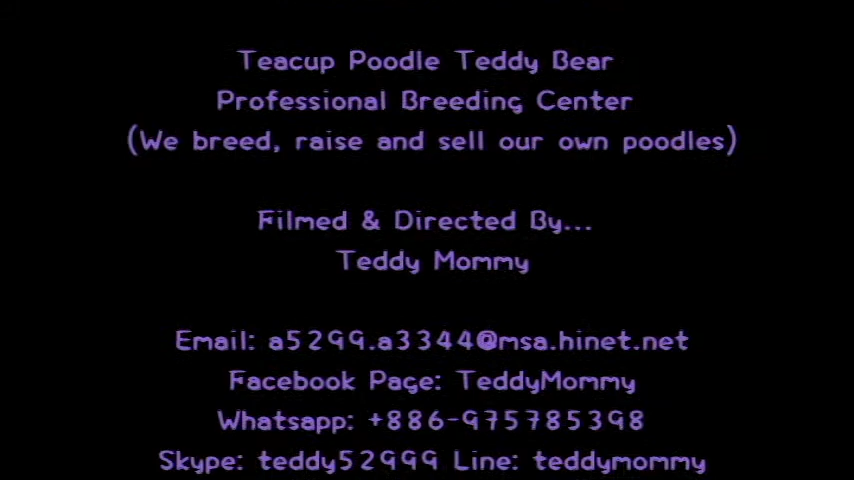 Teacup Poodle Teddy Bear
Professional Breeding Center
(We breed, raise and sell our own poodles)
Filmed & Directed By...
Teddy Mommy
Email: a5299.a3344@msa.hinet.net
Facebook Page: TeddyMommy
Whatsapp: +886-975785398
Skype: teddy52999 Line: teddymommy